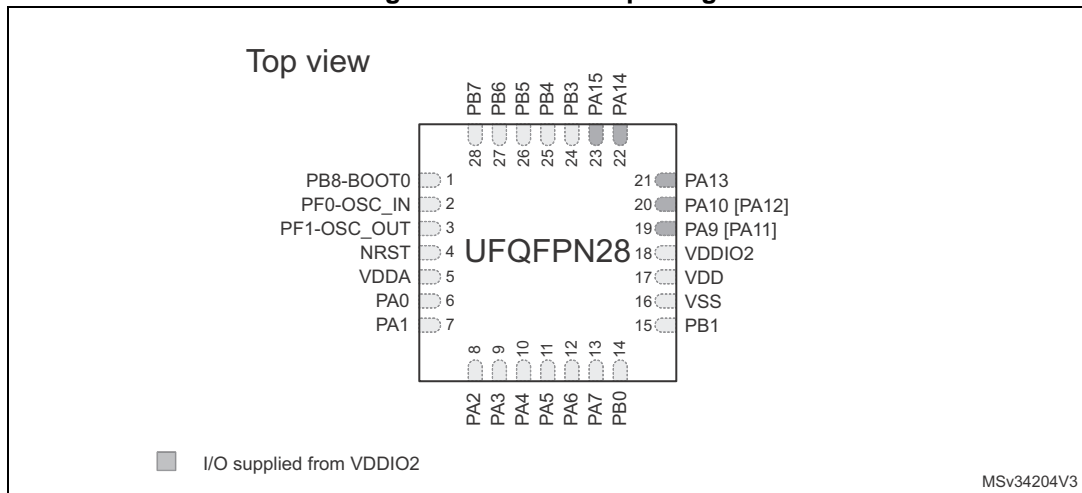 Top view
PB7
PB6
PB5
PB4
PB3
PA15
PA14
28
27
26
25
24
23
22
PB8-BOOT0 1
PF0-OSC_IN 2
PF1-OSC_OUT 3
NRST 4
VDDA 5
PA0 6
PA1 7
UFQFPN28
21 PA13
20 PA10 [PA12]
19 PA9 [PA11]
18 VDDIO2
17 VDD
16 VSS
15 PB1
8
9
10
11
12
13
14
PA2
PA3
PA4
PA5
PA6
PA7
PB0
I/O supplied from VDDIO2
MSv34204V3